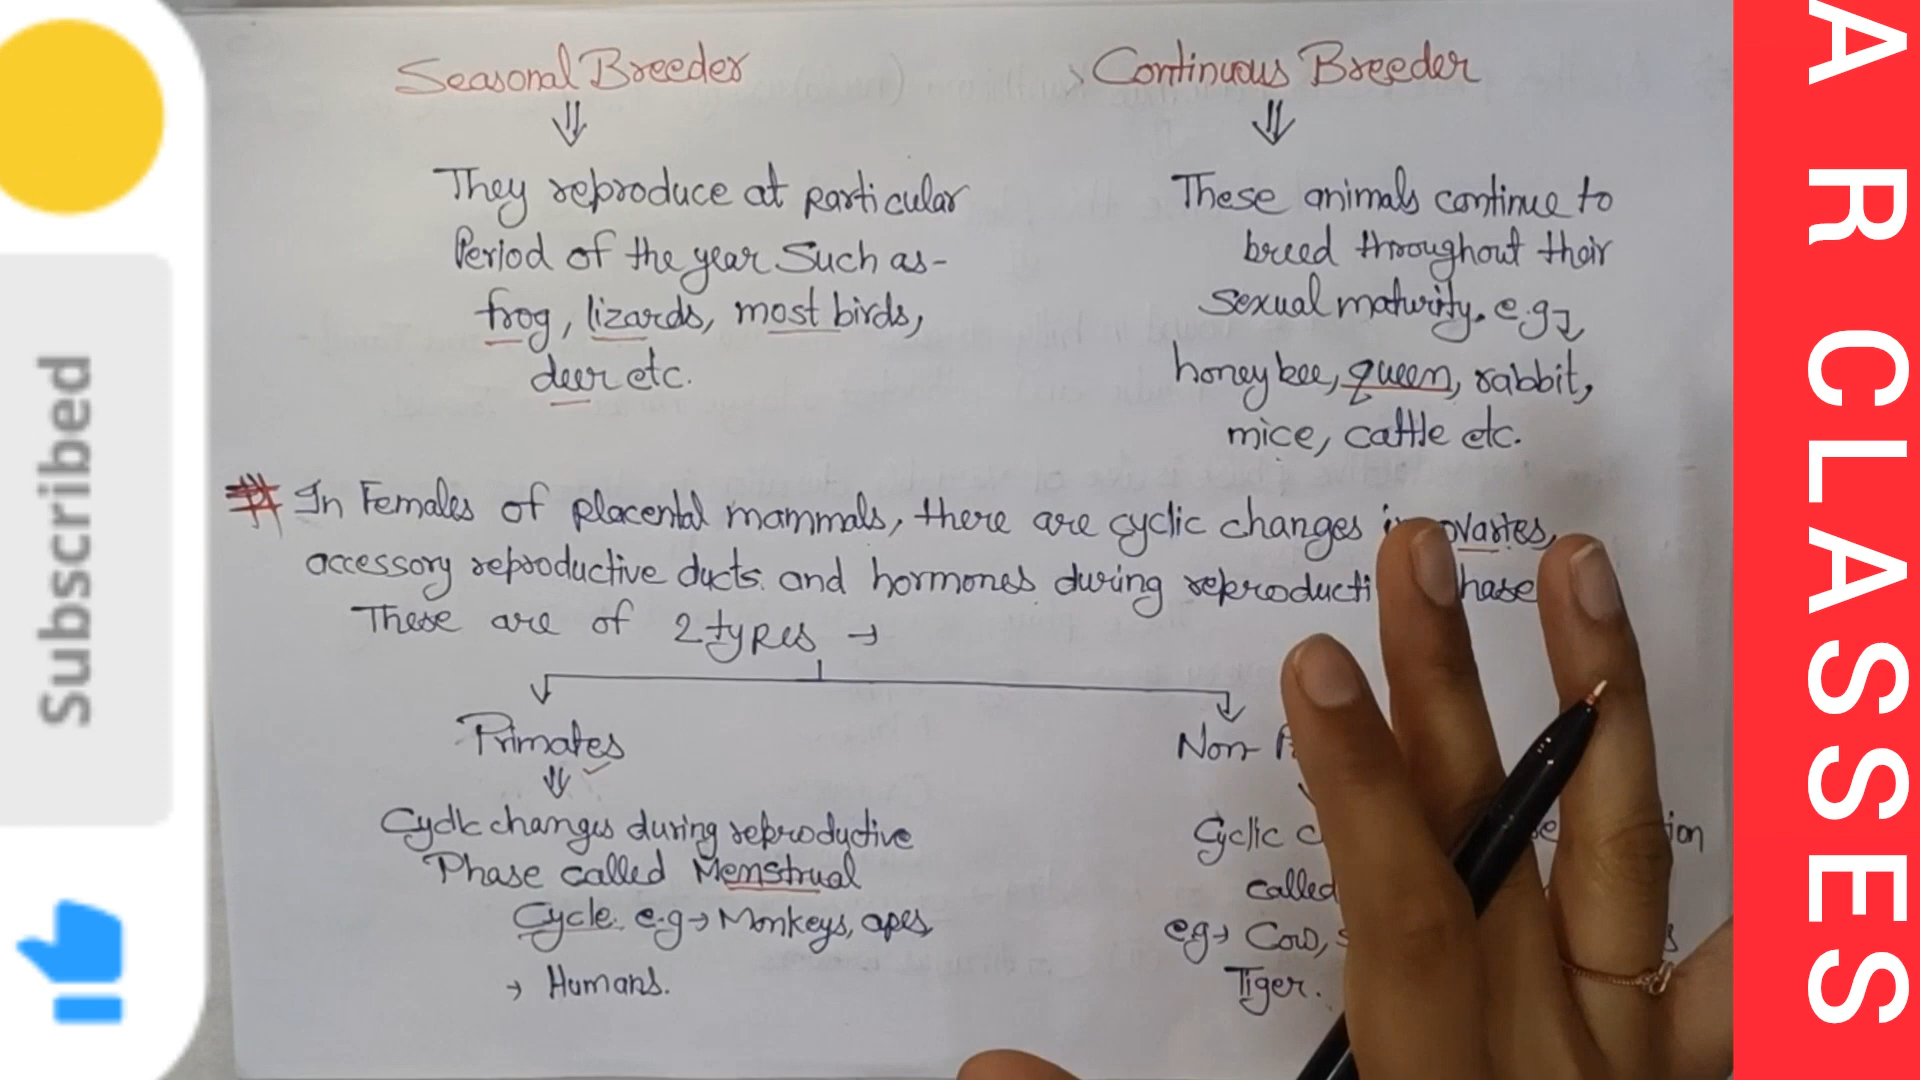 Seasonal Breeder
They reproduce at particular
Period of the year such as-
frog, lizards, most birds,
deer etc.
Continuous Breeder
These animals continue to
breed throughout their
sexual maturity. e.g
honey bee, queen, rabbit,
mice, cattle etc.
# In Females of placental mammals, there are cyclic changes ovaries,
accessory reproductive ducts and hormones during
These are of 2 types →
Primates
Cyclic changes during reproductive
Phase called Menstrual
Cycle. e.g → Monkeys, apes,
→ Humans.
Non
Cyclic
called
e.g → Cow,
Tiger.
Subscribed
A R CLASSES